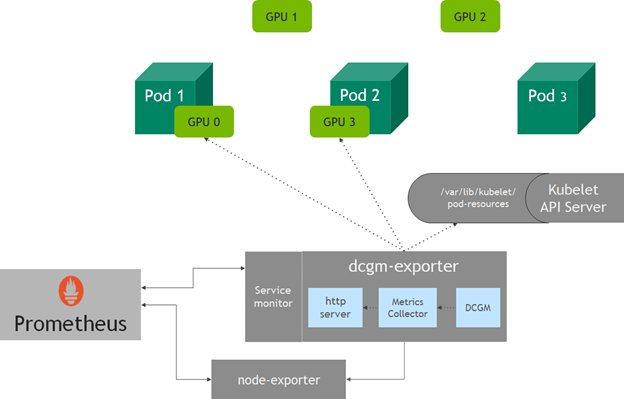 GPU 1
GPU 2
Pod 1
Pod 2
Pod 3
GPU 0
GPU 3
/var/lib/kubelet/
pod-resources
Kubelet
API Server
dcgm-exporter
Service
monitor
http
server
Metrics
Collector
DCGM
Prometheus
node-exporter